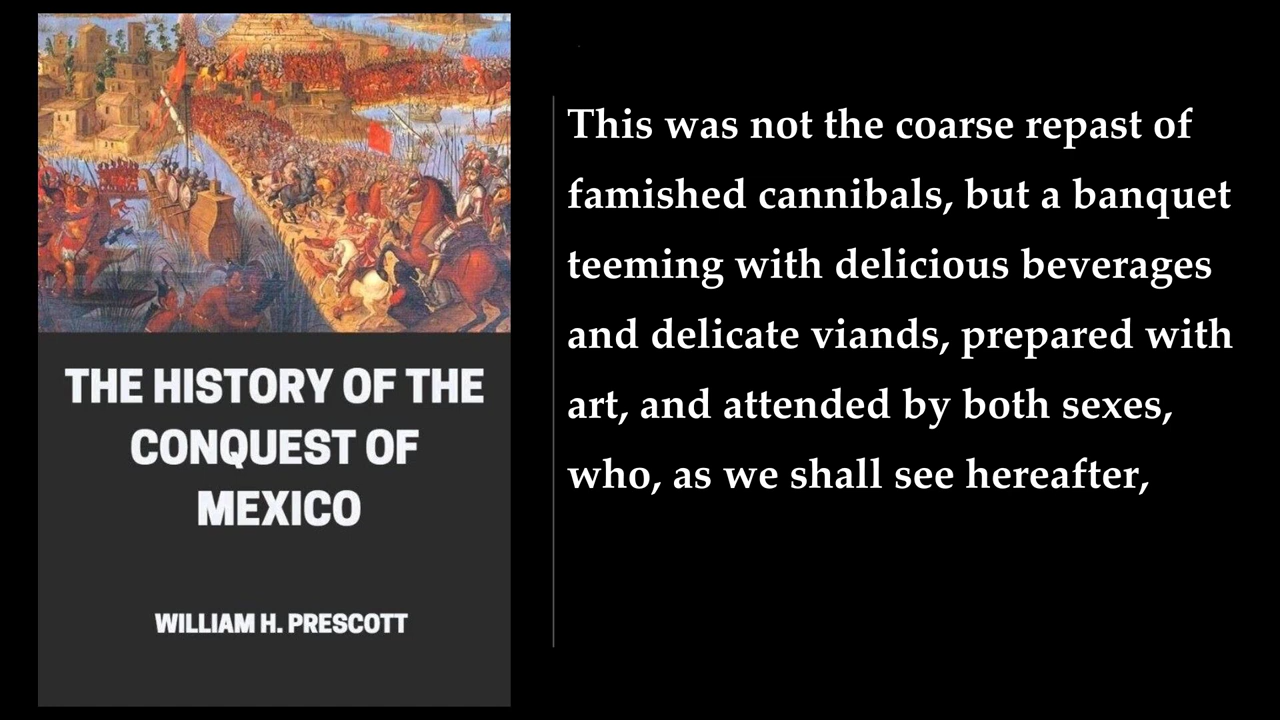 THE HISTORY OF THE
CONQUEST OF
MEXICO
WILLIAM H. PRESCOTT
This was not the coarse repast of
famished cannibals, but a banquet
teeming with delicious beverages
and delicate viands, prepared with
art, and attended by both sexes,
who, as we shall see hereafter,